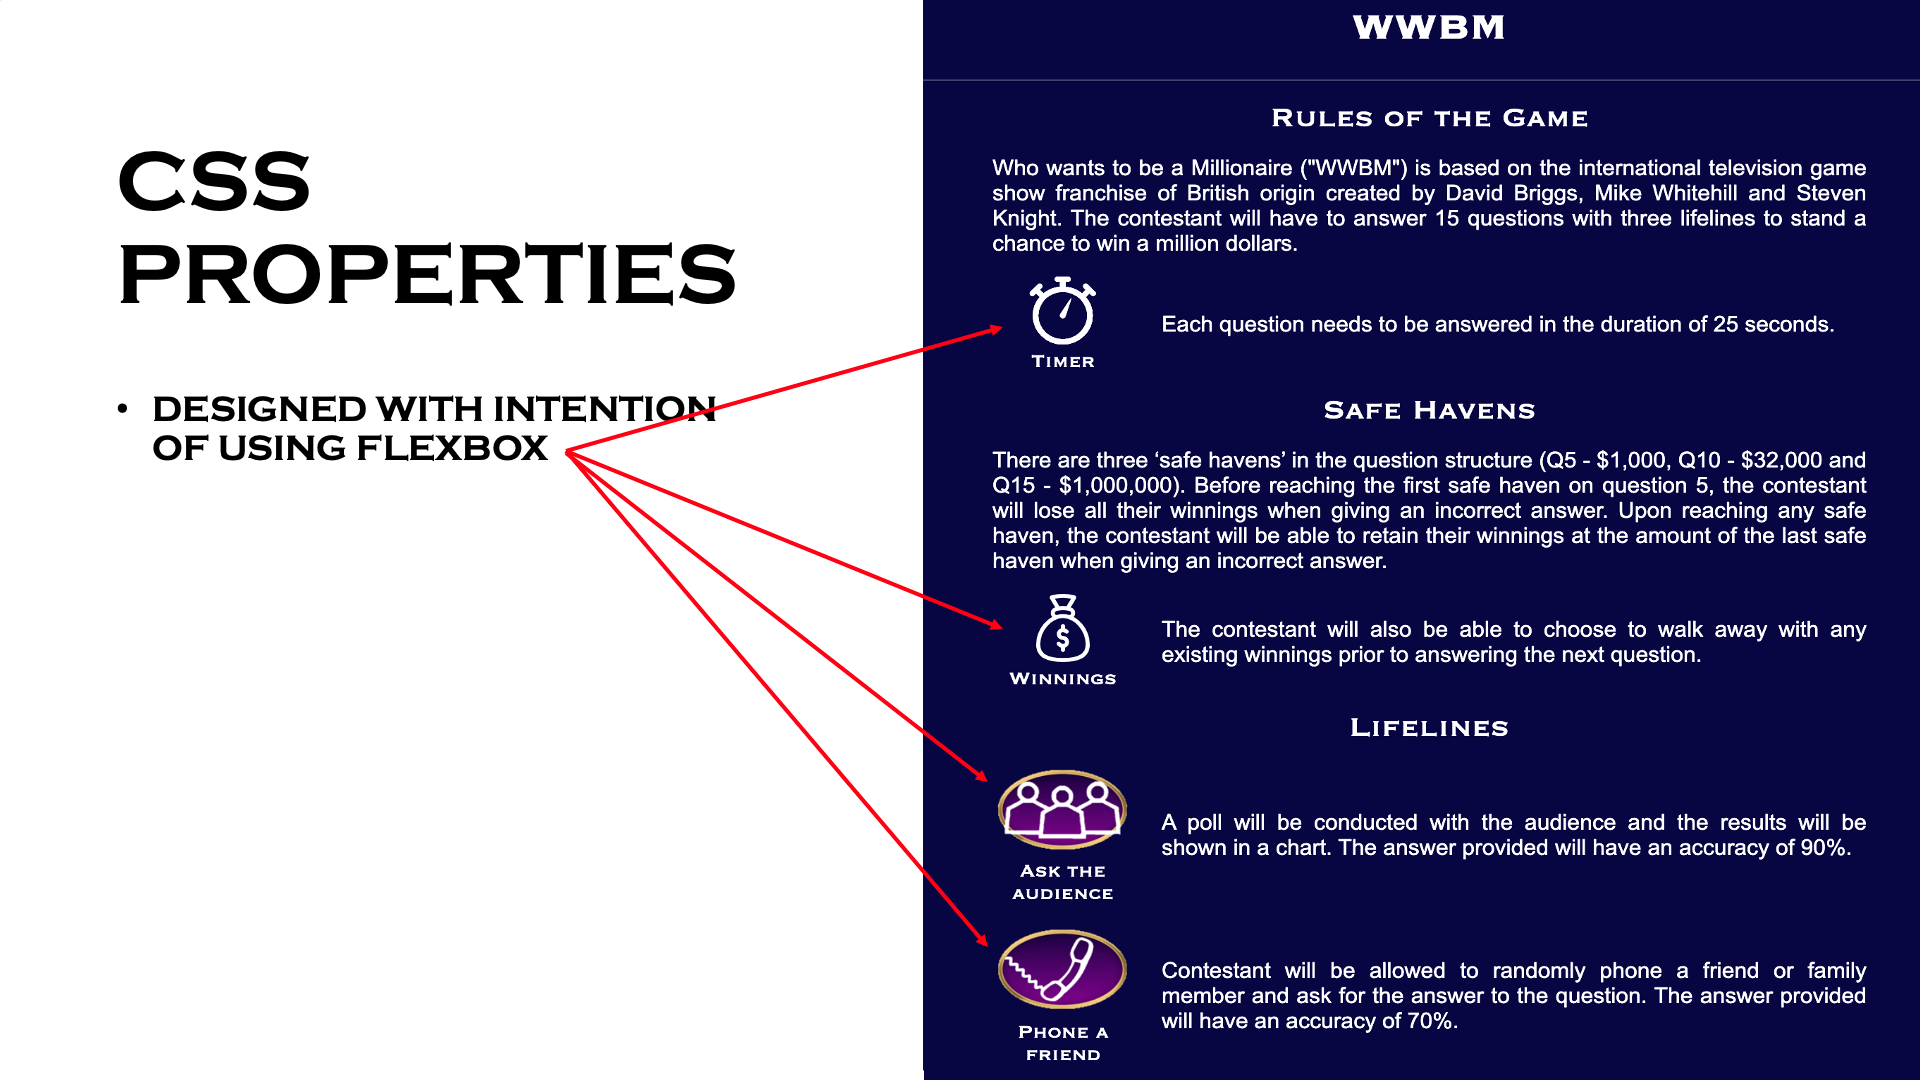 CSS
PROPERTIES
• DESIGNED WITH INTENTION
OF USING FLEXBOX
WWBM
RULES OF THE GAME
Who wants to be a Millionaire ("WWBM") is based on the international television game
show franchise of British origin created by David Briggs, Mike Whitehill and Steven
Knight. The contestant will have to answer 15 questions with three lifelines to stand a
chance to win a million dollars.
Each question needs to be answered in the duration of 25 seconds.
TIMER
SAFE HAVENS
There are three ‘safe havens’ in the question structure (Q5 - $1,000, Q10 - $32,000 and
Q15 - $1,000,000). Before reaching the first safe haven on question 5, the contestant
will lose all their winnings when giving an incorrect answer. Upon reaching any safe
haven, the contestant will be able to retain their winnings at the amount of the last safe
haven when giving an incorrect answer.
$
WINNINGS
The contestant will also be able to choose to walk away with any
existing winnings prior to answering the next question.
LIFELINES
ASK THE
AUDIENCE
A poll will be conducted with the audience and the results will be
shown in a chart. The answer provided will have an accuracy of 90%.
PHONE A
FRIEND
Contestant will be allowed to randomly phone a friend or family
member and ask for the answer to the question. The answer provided
will have an accuracy of 70%.